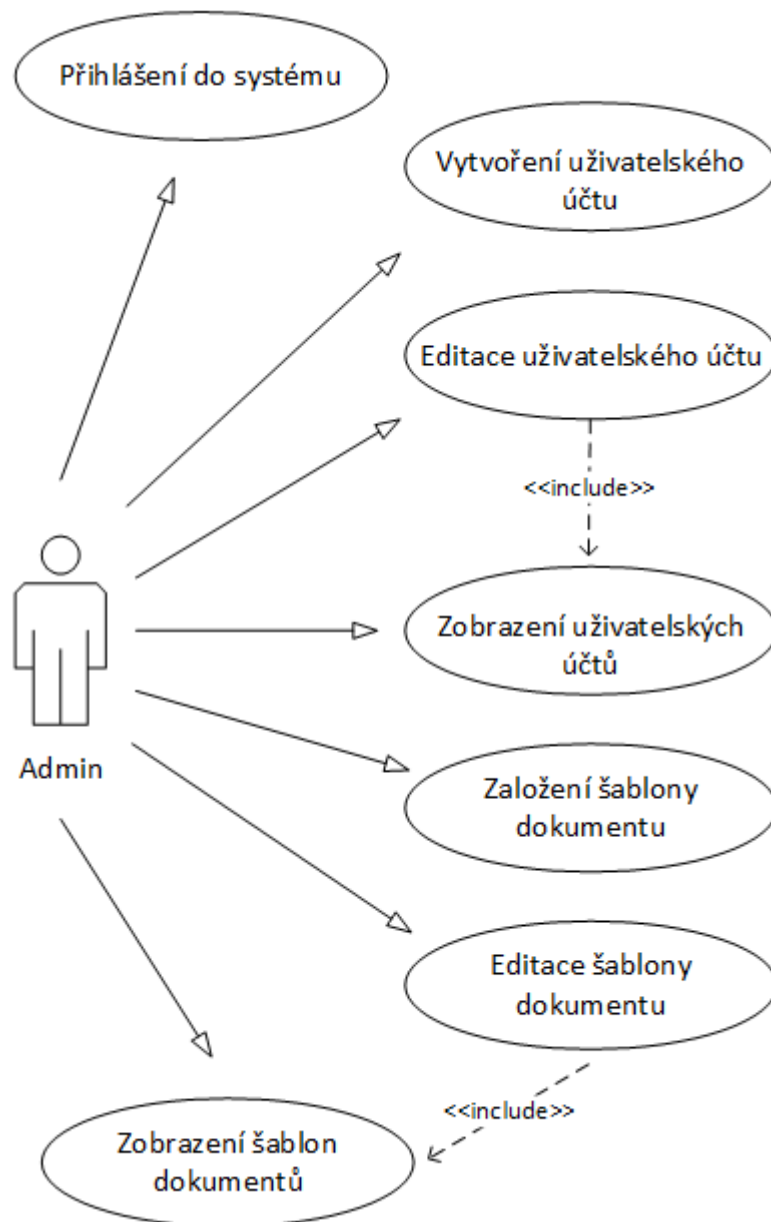 Přihlášení do systému
Vytvoření uživatelského
účtu
Editace uživatelského účtu
<<include>>
Zobrazení uživatelských
účtů
Admin
Založení šablony
dokumentu
Editace šablony
dokumentu
<<include>>
Zobrazení šablon
dokumentů